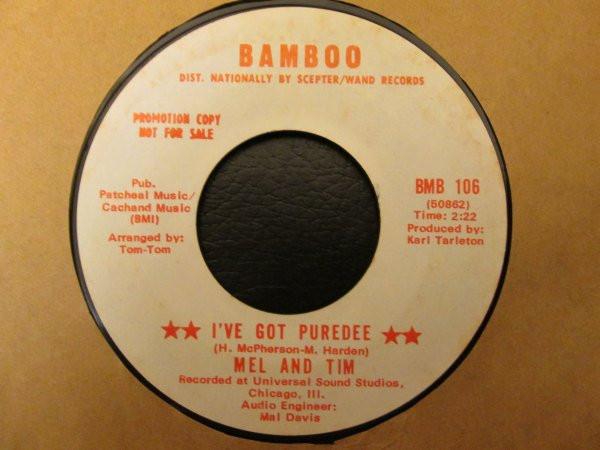 BAMBOO
DIST. NATIONALLY BY SCEPTER/WAND RECORDS
PROMOTION COPY
NOT FOR SALE
Pub.
Patcheal Music/
Cachand Music
(BMI)
Arranged by:
Tom-Tom
BMB 106
(50862)
Time: 2:22
Produced by:
Karl Tarleton
★★ I'VE GOT PUREDEE ★★
(H. McPherson-M. Harden)
MEL AND TIM
Recorded at Universal Sound Studios,
Chicago, Ill.
Audio Engineer:
Mal Davis